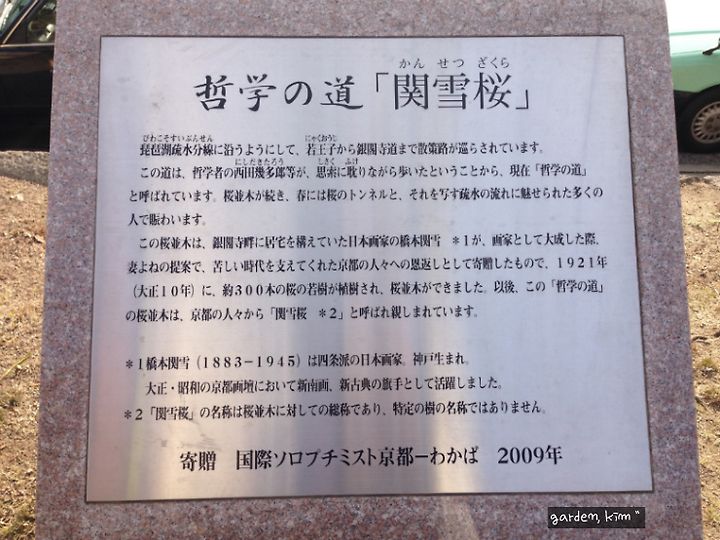 かん せつ ざくら
哲学の道「関雪桜」
びわこそすいぶんせん にゃくおうじ
琵琶湖疏水分線に沿うようにして、若王子から銀閣寺道まで散策路が巡らされています。
にしだきたろう しさく ふけ
この道は、哲学者の西田幾多郎等が、思索に耽りながら歩いたということから、現在「哲学の道」
と呼ばれています。桜並木が続き、春には桜のトンネルと、それを写す疏水の流れに魅せられた多くの
人で賑わいます。
この桜並木は、銀閣寺畔に居宅を構えていた日本画家の橋本関雪 ＊１が、画家として大成した際、
妻よねの提案で、苦しい時代を支えてくれた京都の人々への恩返しとして寄贈したもので、１９２１年
（大正１０年）に、約３００本の桜の若樹が植樹され、桜並木ができました。以後、この「哲学の道」
の桜並木は、京都の人々から「関雪桜 ＊２」と呼ばれ親しまれています。
＊１橋本関雪（１８８３－１９４５）は四条派の日本画家。神戸生まれ。
大正・昭和の京都画壇において新南画、新古典の旗手として活躍しました。
＊２「関雪桜」の名称は桜並木に対しての総称であり、特定の樹の名称ではありません。
寄贈 国際ソロプチミスト京都－わかば 2009年
garden, kim "